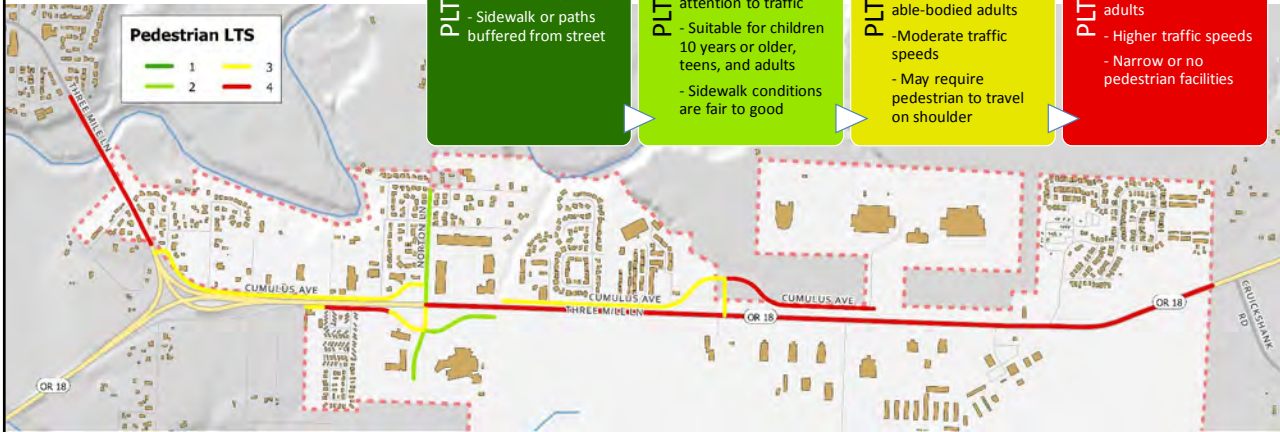 PLT
- Sidewalk or paths
buffered from street
PLT
attention to traffic
- Suitable for children
10 years or older,
teens, and adults
- Sidewalk conditions
are fair to good
PLT
able-bodied adults
-Moderate traffic
speeds
- May require
pedestrian to travel
on shoulder
PLT
adults
- Higher traffic speeds
- Narrow or no
pedestrian facilities
Pedestrian LTS
1
3
2
4
THREE MILE LN
NORTON LN
CUMULUS AVE
CUMULUS AVE
CUMULUS AVE
THREE MILE LN
OR 18
OR 18
OR 18
CRUICKSHANK
RD